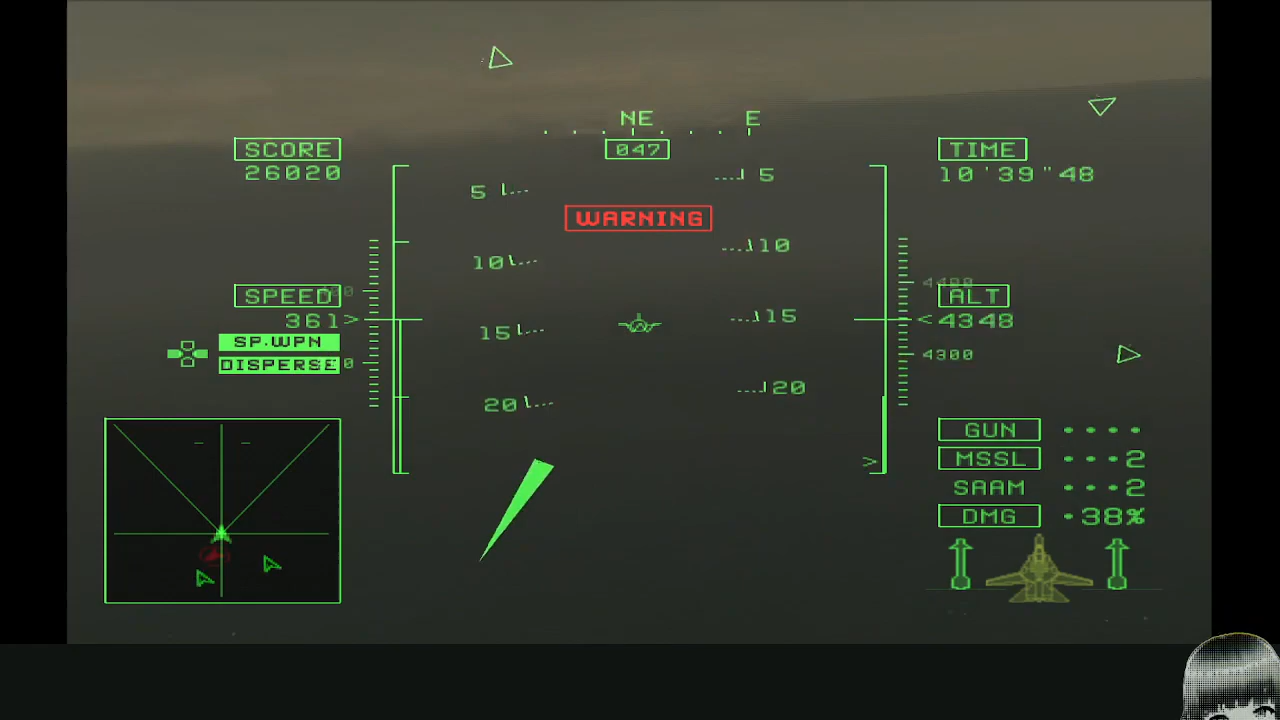 NE E
047
SCORE
26020
TIME
10'39"48
5 5
WARNING
10 10
SPEED
361>
15 15
4400
ALT
<4348
4300
SP.WPN
DISPERSE
20 20
GUN
MSSL 2
SAAM 2
DMG 38%
>